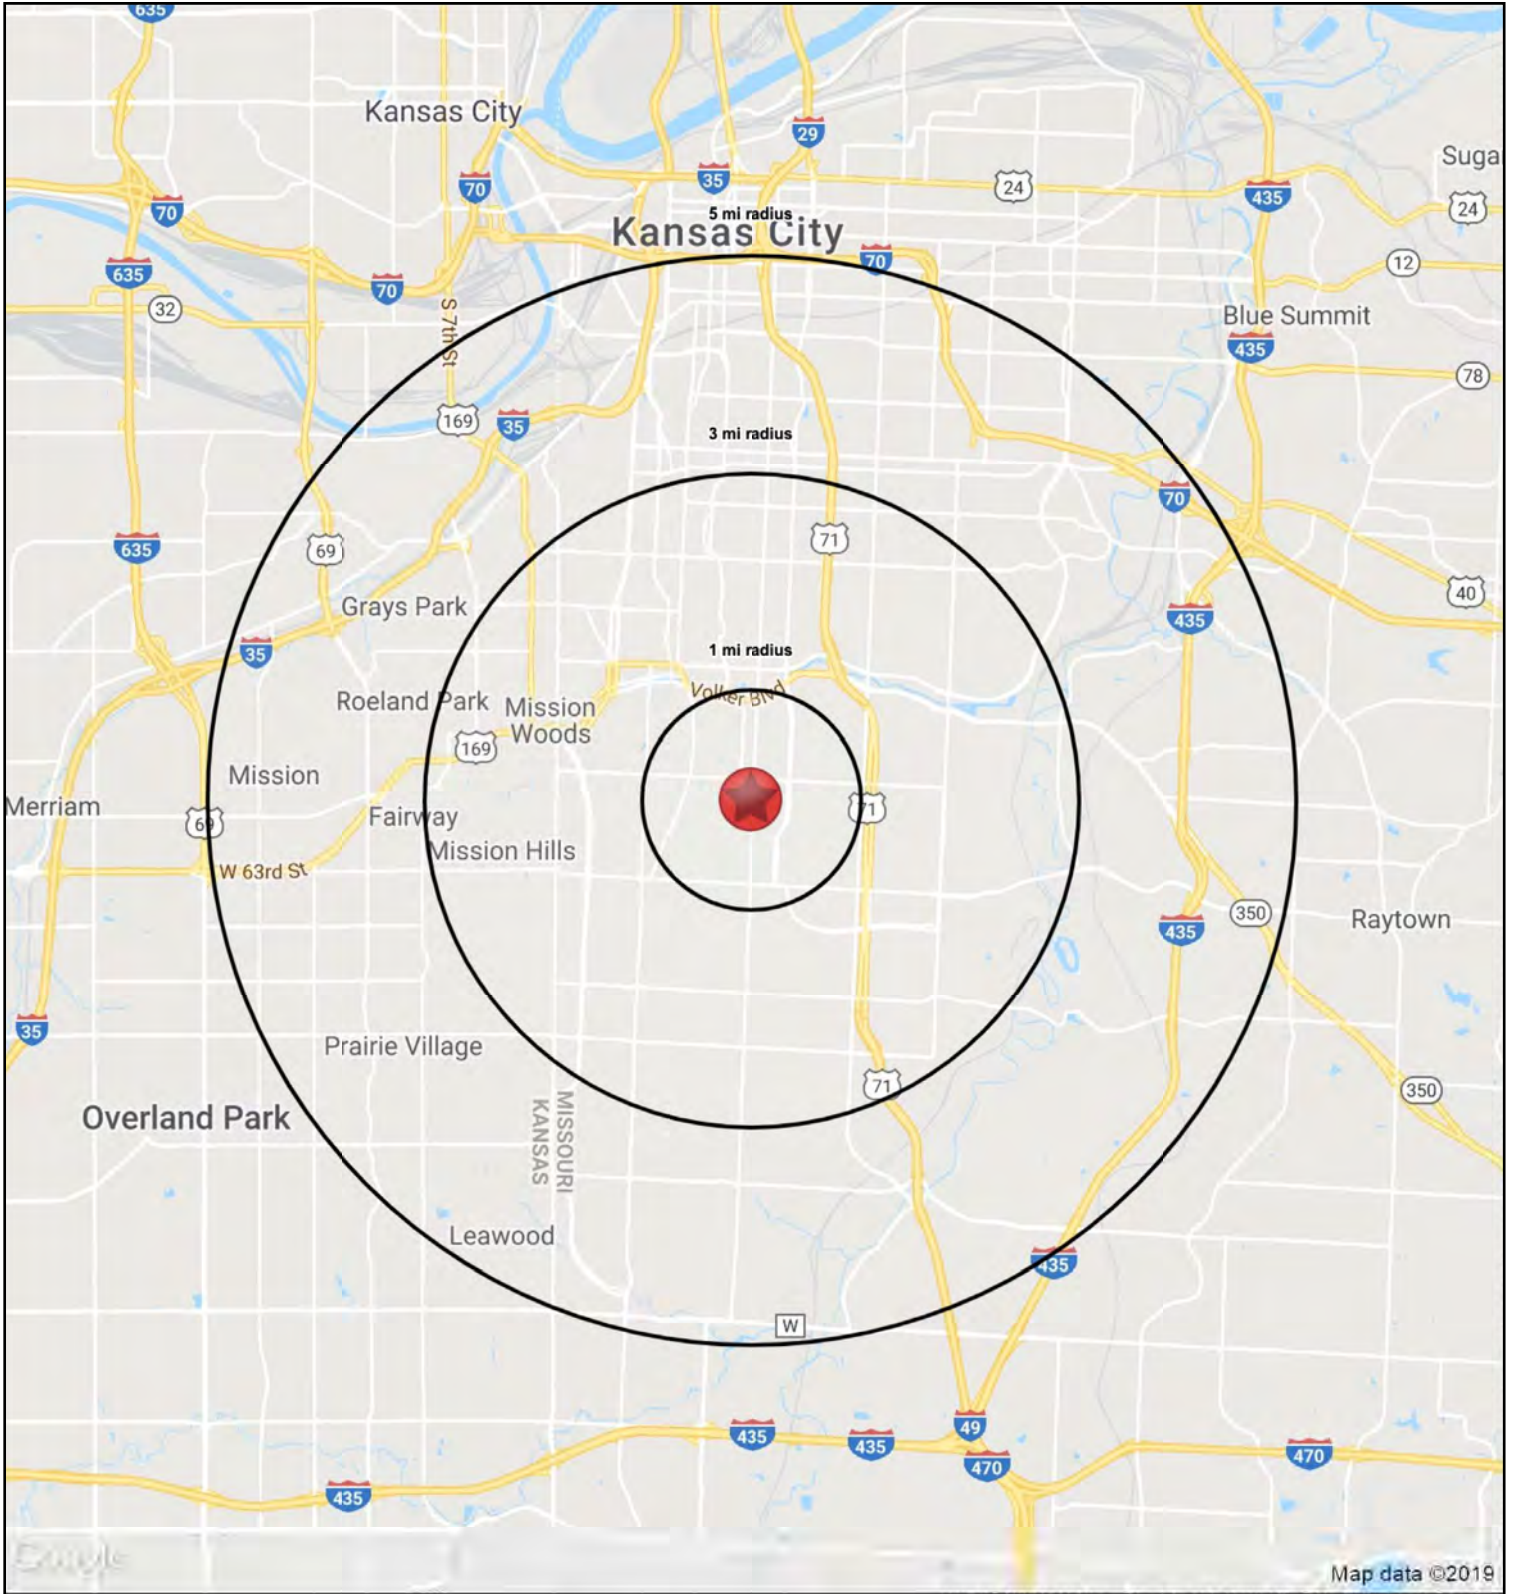 635
Kansas City
29
Suga
70
35
24
435
24
70
5 mi radius
Kansas City
70
12
635
70
32
S 7th St
Blue Summit
435
78
169
35
3 mi radius
70
71
635
69
40
Grays Park
435
35
1 mi radius
Volker Blvd
Roeland Park
Mission
Woods
169
Mission
Merriam
69
Fairway
71
Mission Hills
W 63rd St
350
Raytown
435
35
Prairie Village
71
350
Overland Park
MISSOURI
KANSAS
Leawood
435
W
49
435
435
470
470
435
Google
Map data ©2019